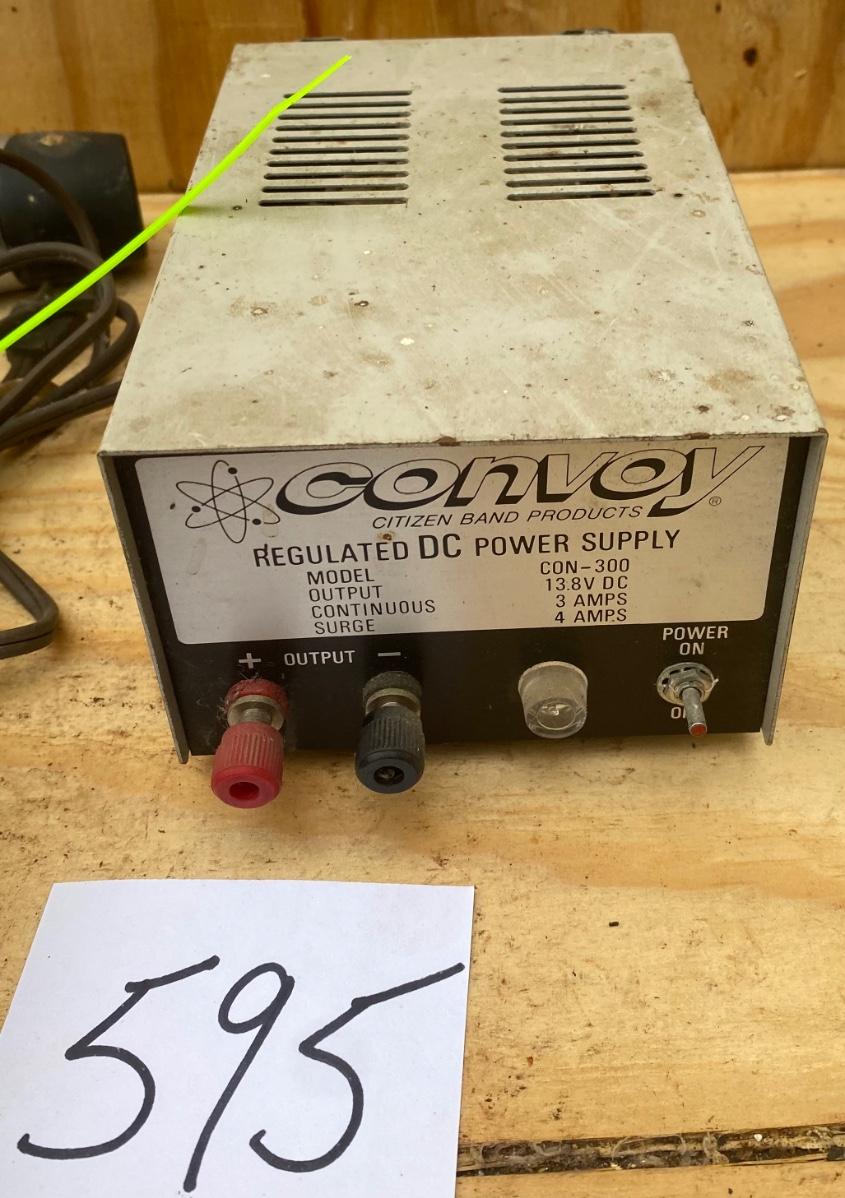 convoy®
CITIZEN BAND PRODUCTS
REGULATED DC POWER SUPPLY
MODEL CON-300
OUTPUT 13.8V DC
CONTINUOUS 3 AMPS
SURGE 4 AMPS
+ OUTPUT − POWER
ON
595